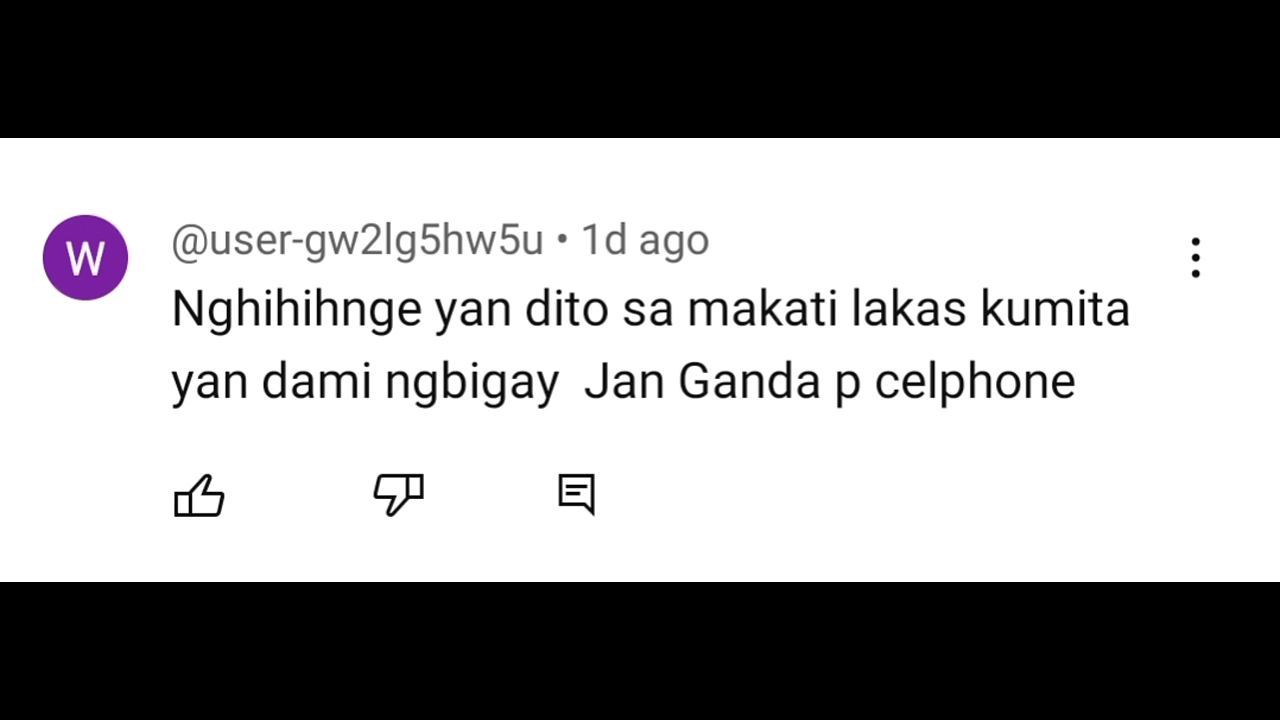 W
@user-gw2lg5hw5u • 1d ago
Nghihihnge yan dito sa makati lakas kumita
yan dami ngbigay  Jan Ganda p celphone